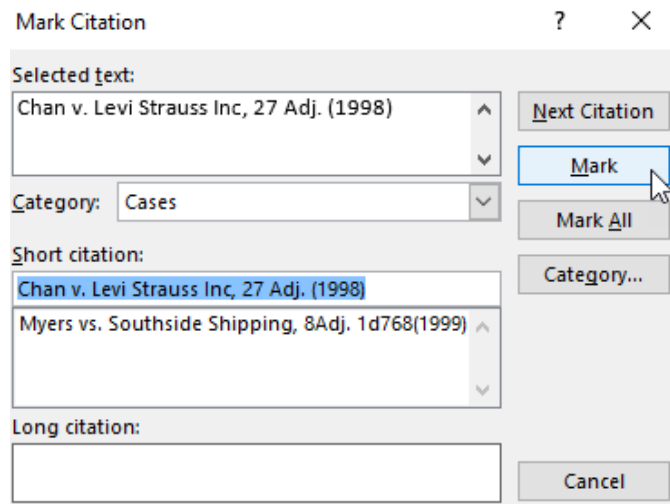 Mark Citation ? ×
Selected text:
Chan v. Levi Strauss Inc, 27 Adj. (1998)
Next Citation
Mark
Category: Cases
Mark All
Short citation:
Category...
Chan v. Levi Strauss Inc, 27 Adj. (1998)
Myers vs. Southside Shipping, 8Adj. 1d768(1999)
Long citation:
Cancel